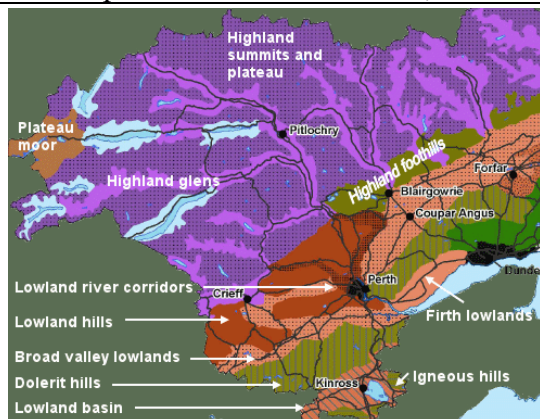 Highland
summits and
plateau
Plateau
moor
Pitlochry
Highland foothills
Highland glens
Forfar
Blairgowrie
Coupar Angus
Lowland river corridors
Perth
Dunde
Crieff
Firth lowlands
Lowland hills
Broad valley lowlands
Dolerit hills
Kinross
Igneous hills
Lowland basin